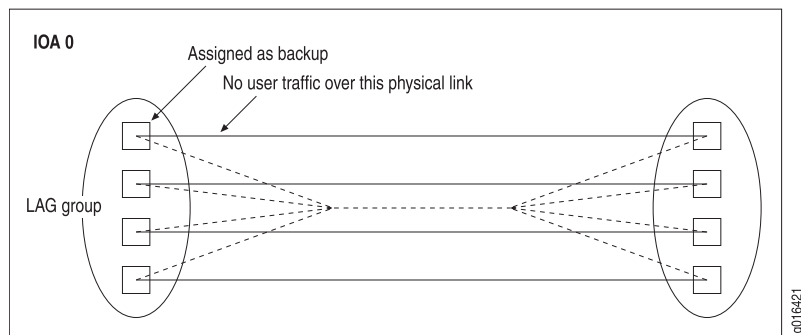 IOA 0
Assigned as backup
No user traffic over this physical link
LAG group
g016421